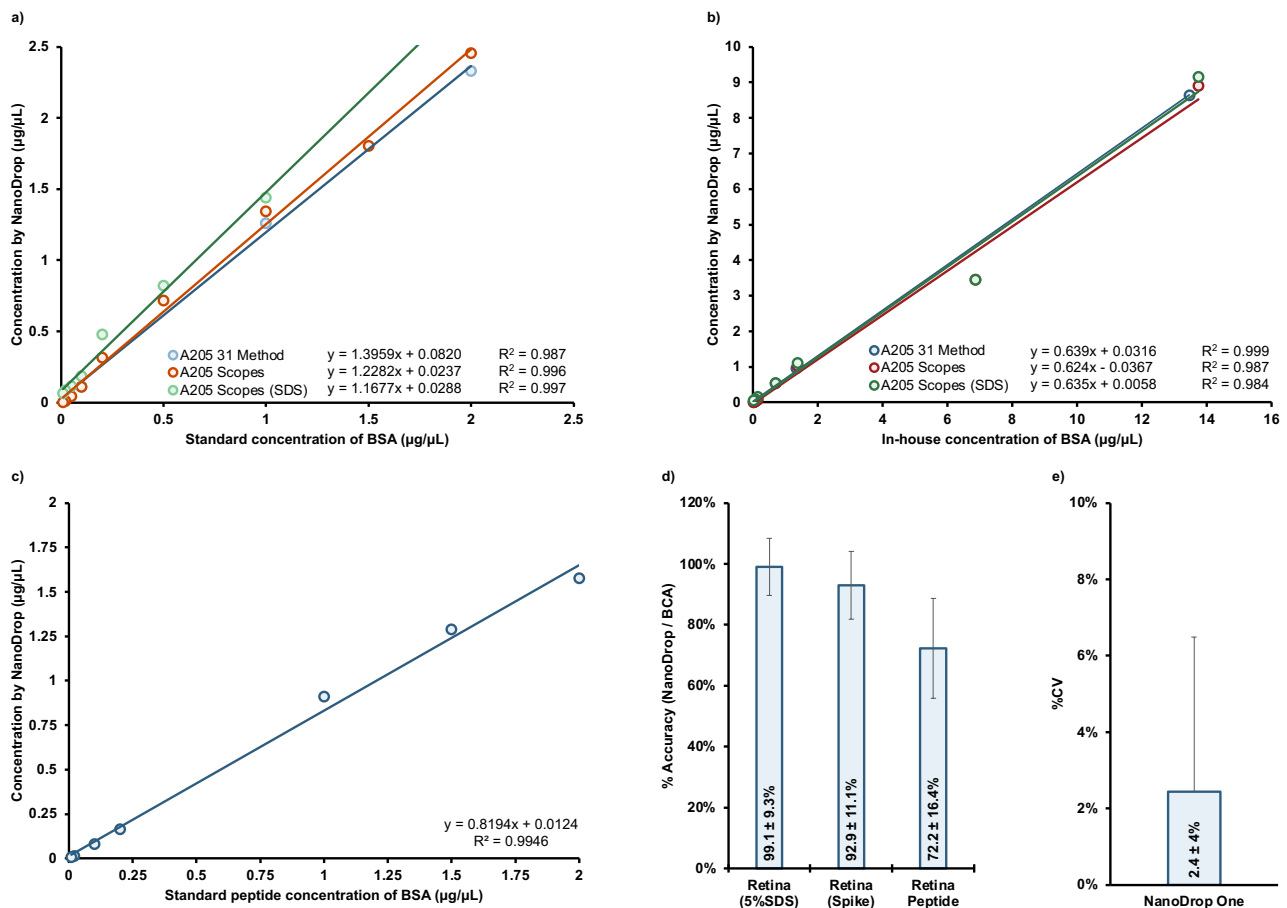 a)
2.5
2
1.5
1
0.5
0
0
0.5
1
1.5
2
2.5
Concentration by NanoDrop (µg/µL)
Standard concentration of BSA (µg/µL)
A205 31 Method y = 1.3959x + 0.0820 R² = 0.987
A205 Scopes y = 1.2282x + 0.0237 R² = 0.996
A205 Scopes (SDS) y = 1.1677x + 0.0288 R² = 0.997
b)
10
9
8
7
6
5
4
3
2
1
0
0
2
4
6
8
10
12
14
16
Concentration by NanoDrop (µg/µL)
In-house concentration of BSA (µg/µL)
A205 31 Method y = 0.639x + 0.0316 R² = 0.999
A205 Scopes y = 0.624x - 0.0367 R² = 0.987
A205 Scopes (SDS) y = 0.635x + 0.0058 R² = 0.984
c)
2
1.75
1.5
1.25
1
0.75
0.5
0.25
0
0
0.25
0.5
0.75
1
1.25
1.5
1.75
2
Concentration by NanoDrop (µg/µL)
Standard peptide concentration of BSA (µg/µL)
y = 0.8194x + 0.0124
R² = 0.9946
d)
120%
100%
80%
60%
40%
20%
0%
% Accuracy (NanoDrop / BCA)
99.1 ± 9.3%
92.9 ± 11.1%
72.2 ± 16.4%
Retina
(5%SDS)
Retina
(Spike)
Retina
Peptide
e)
10%
8%
6%
4%
2%
0%
%CV
2.4 ± 4%
NanoDrop One